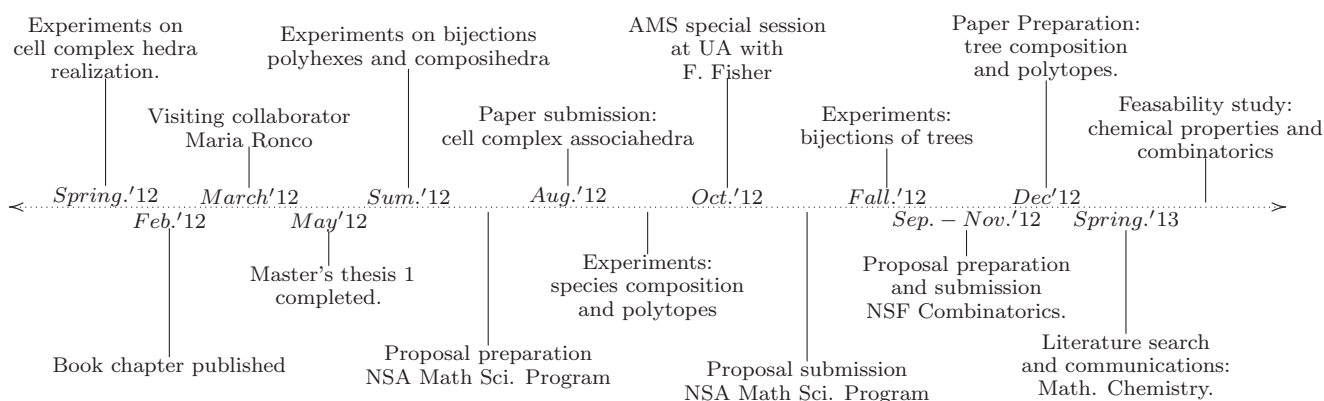 Experiments on
cell complex hedra
realization.
Experiments on bijections
polyhexes and composihedra
AMS special session
at UA with
F. Fisher
Paper Preparation:
tree composition
and polytopes.
Visiting collaborator
Maria Ronco
Paper submission:
cell complex associahedra
Experiments:
bijections of trees
Feasability study:
chemical properties and
combinatorics
Spring.'12
March'12
Sum.'12
Aug.'12
Oct.'12
Fall.'12
Dec'12
Feb.'12
May'12
Sep. – Nov.'12
Spring.'13
Master's thesis 1
completed.
Experiments:
species composition
and polytopes
Proposal preparation
and submission
NSF Combinatorics.
Book chapter published
Proposal preparation
NSA Math Sci. Program
Proposal submission
NSA Math Sci. Program
Literature search
and communications:
Math. Chemistry.